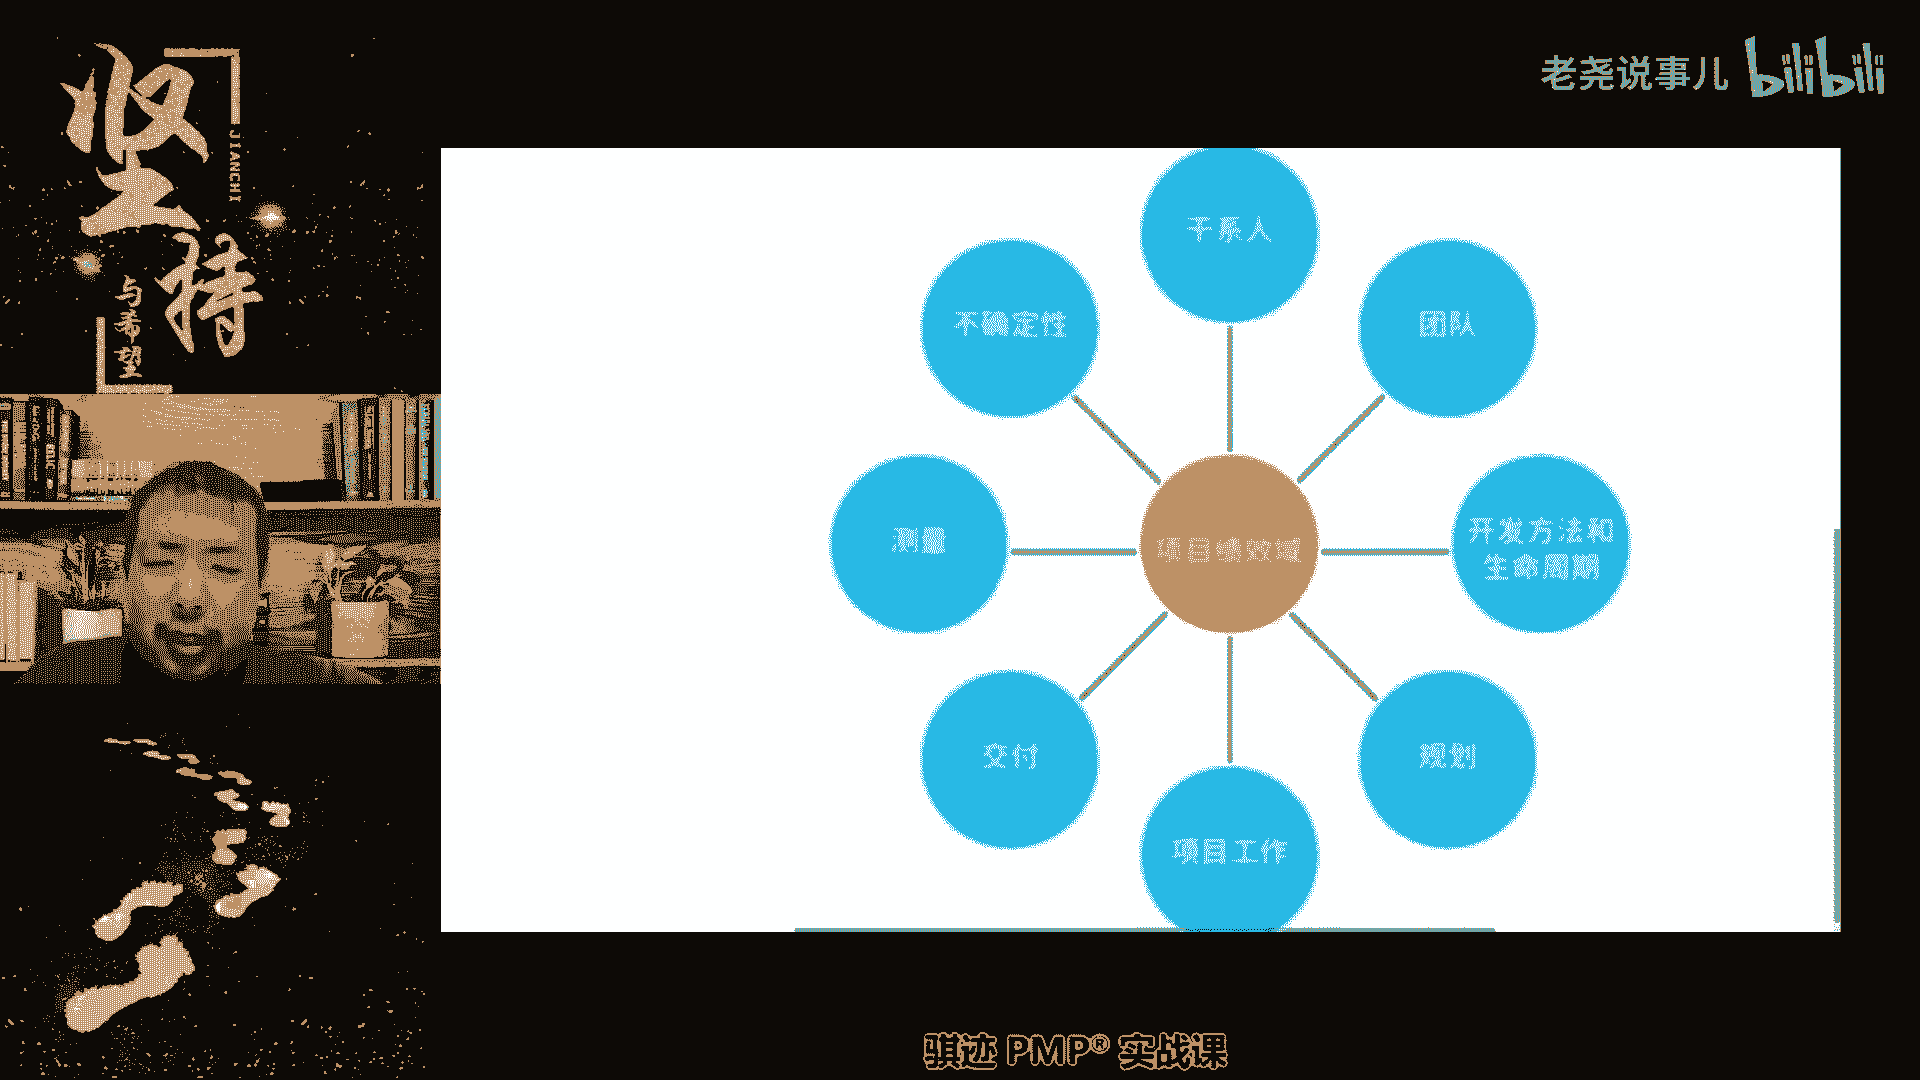 坚持
JIANCHI
与希望
老尧说事儿 bilibili
干系人
不确定性
团队
测量
项目绩效域
开发方法和
生命周期
交付
规划
项目工作
骐迹 PMP® 实战课